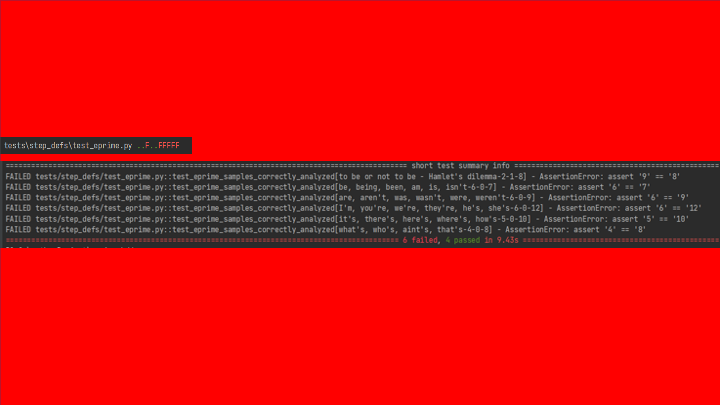 tests\step_defs\test_eprime.py ..F..FFFFF
============ short test summary info ============
FAILED tests/step_defs/test_eprime.py::test_eprime_samples_correctly_analyzed[to be or not to be - Hamlet's dilemma-2-1-8] - AssertionError: assert '9' == '8'
FAILED tests/step_defs/test_eprime.py::test_eprime_samples_correctly_analyzed[be, being, been, am, is, isn't-6-0-7] - AssertionError: assert '6' == '7'
FAILED tests/step_defs/test_eprime.py::test_eprime_samples_correctly_analyzed[are, aren't, was, wasn't, were, weren't-6-0-9] - AssertionError: assert '6' == '9'
FAILED tests/step_defs/test_eprime.py::test_eprime_samples_correctly_analyzed[I'm, you're, we're, they're, he's, she's-6-0-12] - AssertionError: assert '6' == '12'
FAILED tests/step_defs/test_eprime.py::test_eprime_samples_correctly_analyzed[it's, there's, here's, where's, how's-5-0-10] - AssertionError: assert '5' == '10'
FAILED tests/step_defs/test_eprime.py::test_eprime_samples_correctly_analyzed[what's, who's, aint's, that's-4-0-8] - AssertionError: assert '4' == '8'
============ 6 failed, 4 passed in 9.43s ============